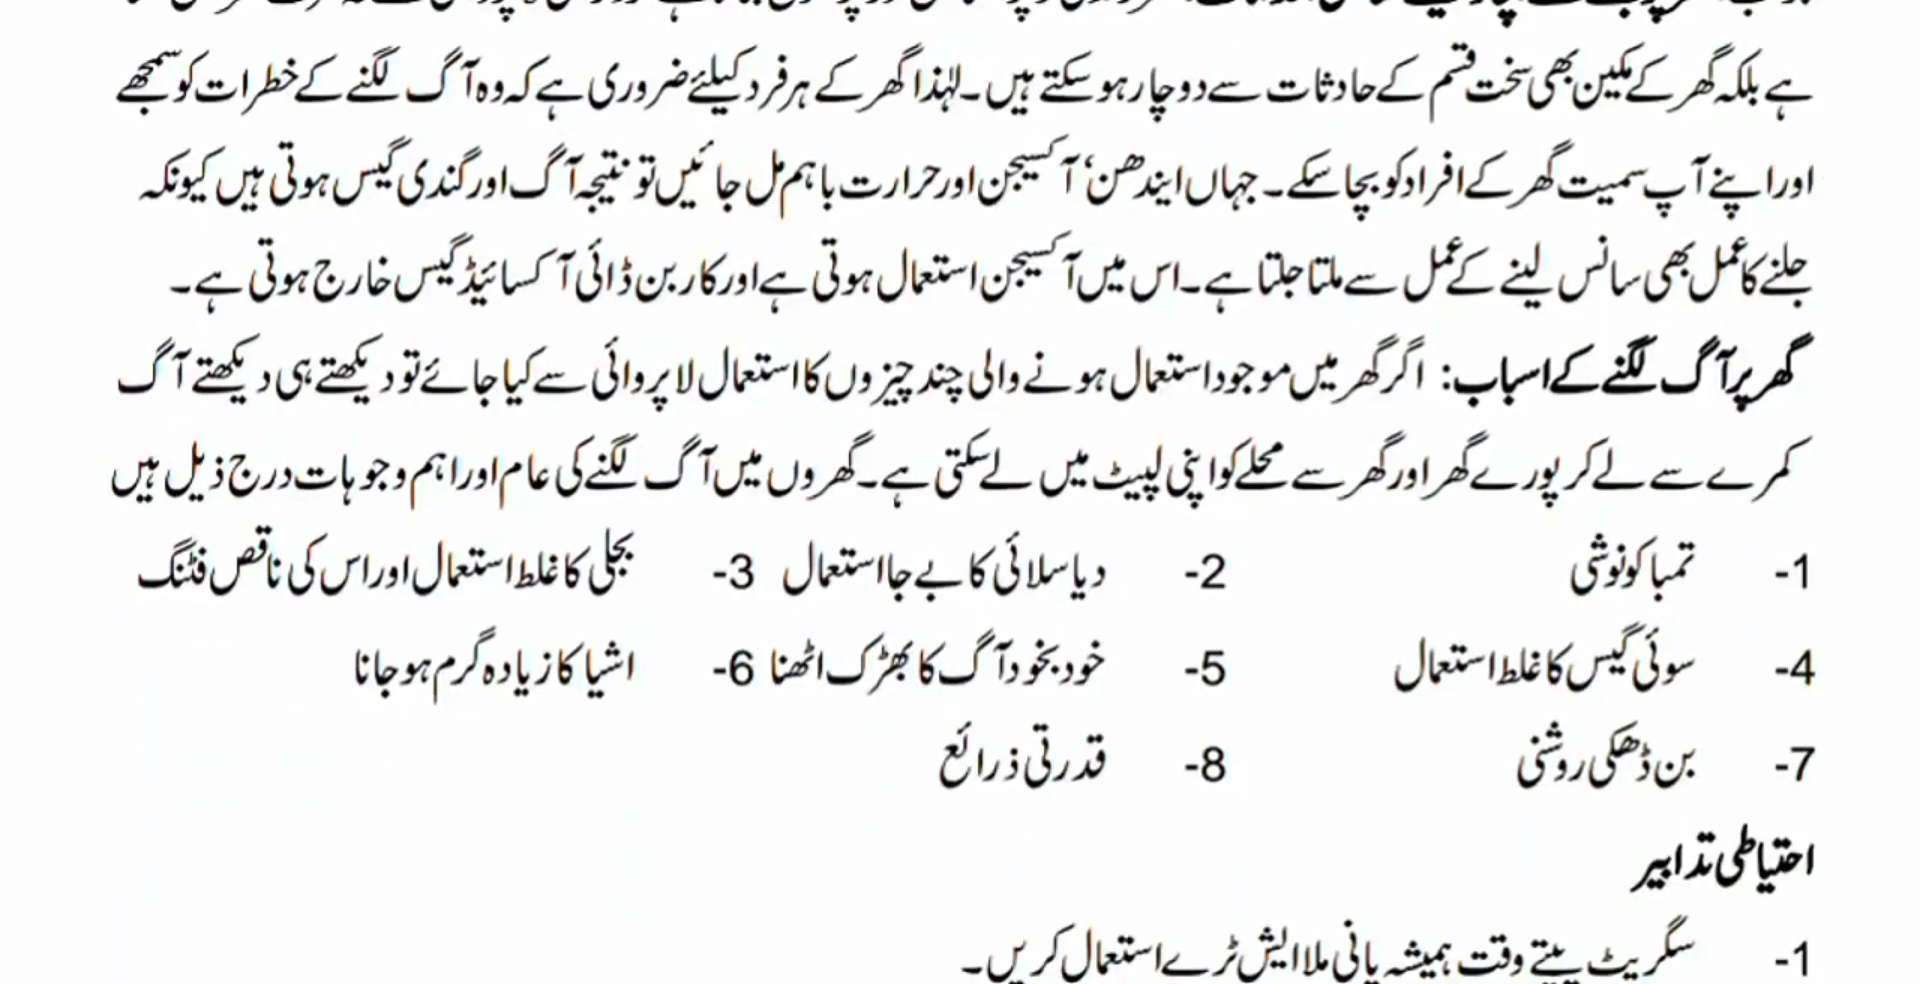 ہے بلکہ گھر کے مکین بھی سخت قسم کے حادثات سے دوچار ہو سکتے ہیں۔ لہٰذا گھر کے ہر فرد کیلئے ضروری ہے کہ وہ آگ لگنے کے خطرات کو سمجھے
اور اپنے آپ سمیت گھر کے افراد کو بچا سکے۔ جہاں ایندھن، آکسیجن اور حرارت باہم مل جائیں تو نتیجہ آگ اور گندی گیس ہوتی ہیں کیونکہ
جلنے کا عمل بھی سانس لینے کے عمل سے ملتا جلتا ہے۔ اس میں آکسیجن استعمال ہوتی ہے اور کاربن ڈائی آکسائیڈ گیس خارج ہوتی ہے۔
گھر پر آگ لگنے کے اسباب: اگر گھر میں موجود استعمال ہونے والی چند چیزوں کا استعمال لاپروائی سے کیا جائے تو دیکھتے ہی دیکھتے آگ
کمرے سے لے کر پورے گھر اور گھر سے محلے کو اپنی لپیٹ میں لے سکتی ہے۔ گھروں میں آگ لگنے کی عام اور اہم وجوہات درج ذیل ہیں
1- تمباکو نوشی 2- دیا سلائی کا بے جا استعمال 3- بجلی کا غلط استعمال اور اس کی ناقص فٹنگ
4- سوئی گیس کا غلط استعمال 5- خود بخود آگ کا بھڑک اٹھنا 6- اشیا کا زیادہ گرم ہو جانا
7- بن ڈھکی روشنی 8- قدرتی ذرائع
احتیاطی تدابیر
1- سگریٹ پیتے وقت ہمیشہ پانی ملا ایش ٹرے استعمال کریں۔